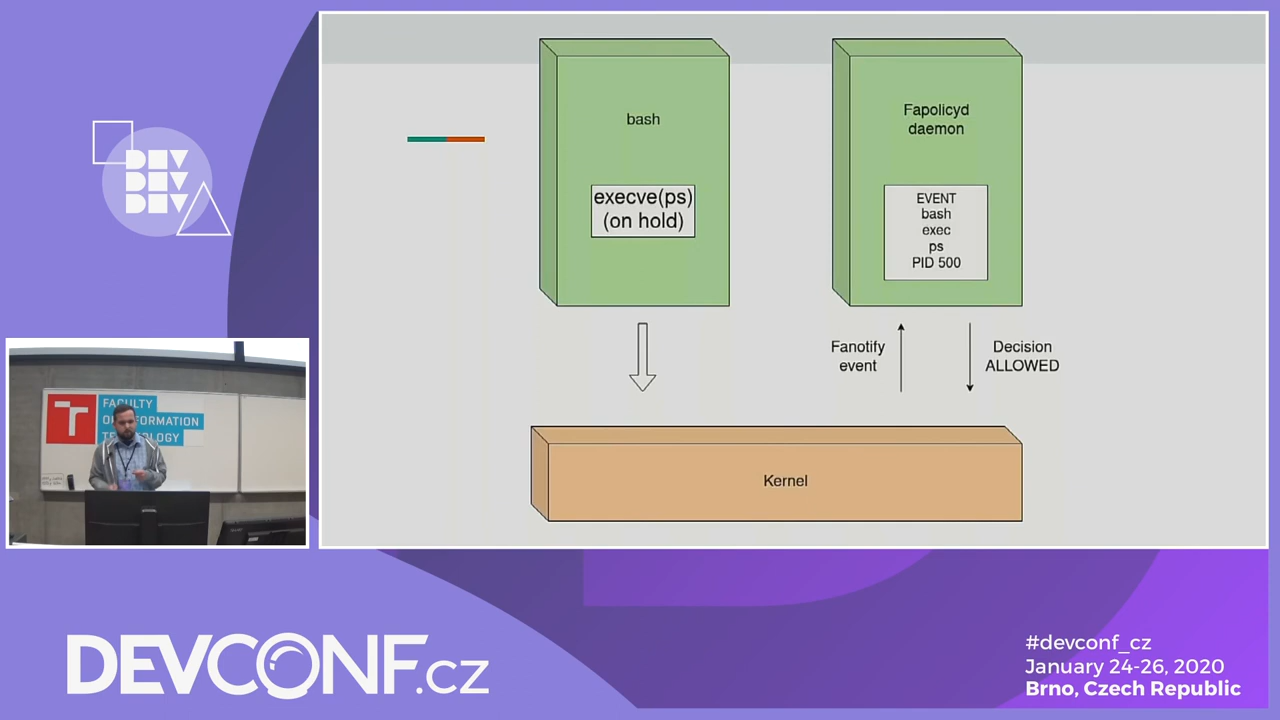 DEV
DEV
DEV
bash
execve(ps)
(on hold)
Fapolicyd
daemon
EVENT
bash
exec
ps
PID 500
Fanotify
event
Decision
ALLOWED
Kernel
T
FACULTY
OF INFORMATION
TECHNOLOGY
DEVCONF.cz
#devconf_cz
January 24-26, 2020
Brno, Czech Republic